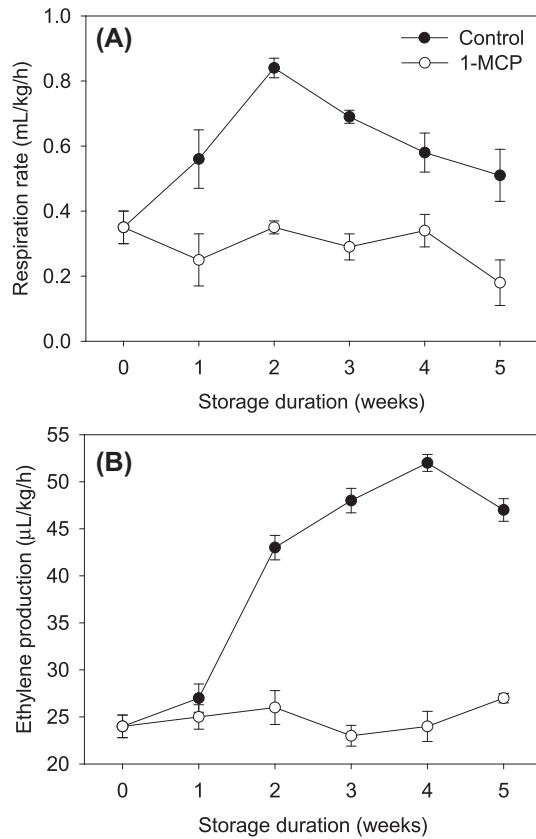 (A)
Control
1-MCP
Respiration rate (mL/kg/h)
1.0
0.8
0.6
0.4
0.2
0.0
0 1 2 3 4 5
Storage duration (weeks)
(B)
Ethylene production (μL/kg/h)
55
50
45
40
35
30
25
20
0 1 2 3 4 5
Storage duration (weeks)